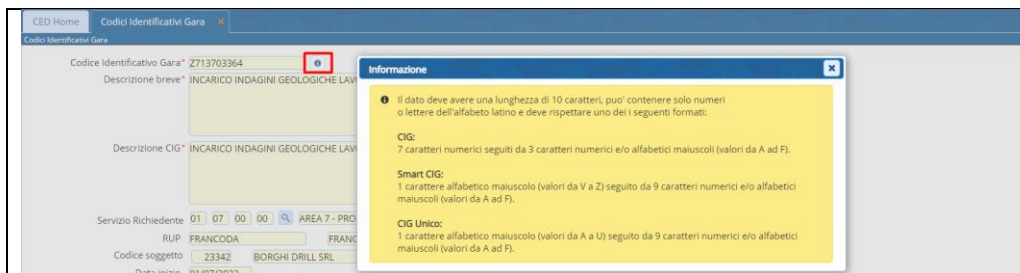 CED Home
Codici Identificativi Gara ×
Codici Identificativi Gara
Codice Identificativo Gara* Z713703364
Descrizione breve* INCARICO INDAGINI GEOLOGICHE LAV
Descrizione CIG* INCARICO INDAGINI GEOLOGICHE LAV
Servizio Richiedente 01 07 00 00 AREA 7 - PRO
RUP FRANCODA FRANC
Codice soggetto 23342 BORGHI DRILL SRL
Data inizio 01/07/2022
Informazione
Il dato deve avere una lunghezza di 10 caratteri, puo' contenere solo numeri
o lettere dell'alfabeto latino e deve rispettare uno dei i seguenti formati:
CIG:
7 caratteri numerici seguiti da 3 caratteri numerici e/o alfabetici maiuscoli (valori da A ad F).
Smart CIG:
1 carattere alfabetico maiuscolo (valori da V a Z) seguito da 9 caratteri numerici e/o alfabetici
maiuscoli (valori da A ad F).
CIG Unico:
1 carattere alfabetico maiuscolo (valori da A a U) seguito da 9 caratteri numerici e/o alfabetici
maiuscoli (valori da A ad F).